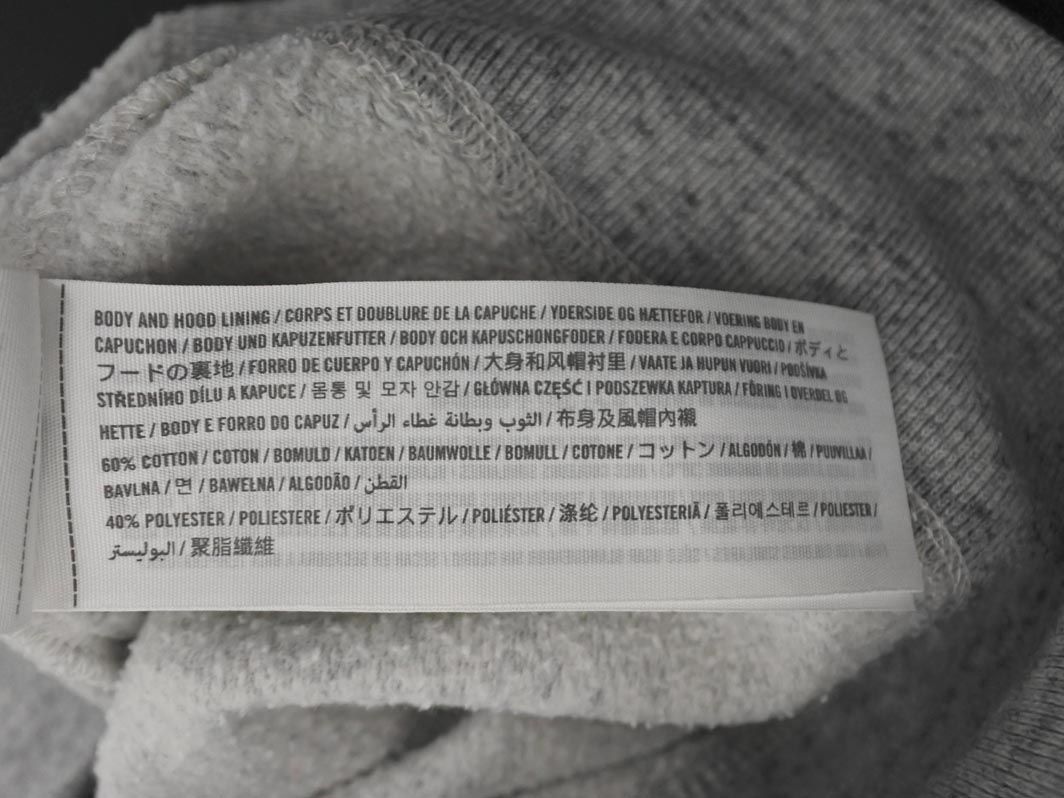 BODY AND HOOD LINING / CORPS ET DOUBLURE DE LA CAPUCHE / YDERSIDE OG HÆTTEFOR / VOERING BODY EN
CAPUCHON / BODY UND KAPUZENFUTTER / BODY OCH KAPUSCHONGFODER / FODERA E CORPO CAPPUCCIO / ボディと
フードの裏地 / FORRO DE CUERPO Y CAPUCHÓN / 大身和风帽衬里 / VAATE JA HUPUN VUORI / PODŠÍVKA
STŘEDNÍHO DÍLU A KAPUCE / 몸통 및 모자 안감 / GŁÓWNA CZĘŚĆ I PODSZEWKA KAPTURA / FÔRING I OVERDEL OG
HETTE / BODY E FORRO DO CAPUZ / الثوب وبطانة غطاء الرأس / 布身及風帽內襯
60% COTTON / COTON / BOMULD / KATOEN / BAUMWOLLE / BOMULL / COTONE / コットン / ALGODÓN / 棉 / PUUVILLAA /
BAVLNA / 면 / BAWEŁNA / ALGODÃO / القطن
40% POLYESTER / POLIESTERE / ポリエステル / POLIÉSTER / 涤纶 / POLYESTERIÄ / 폴리에스테르 / POLIESTER /
البوليستر / 聚脂纖維